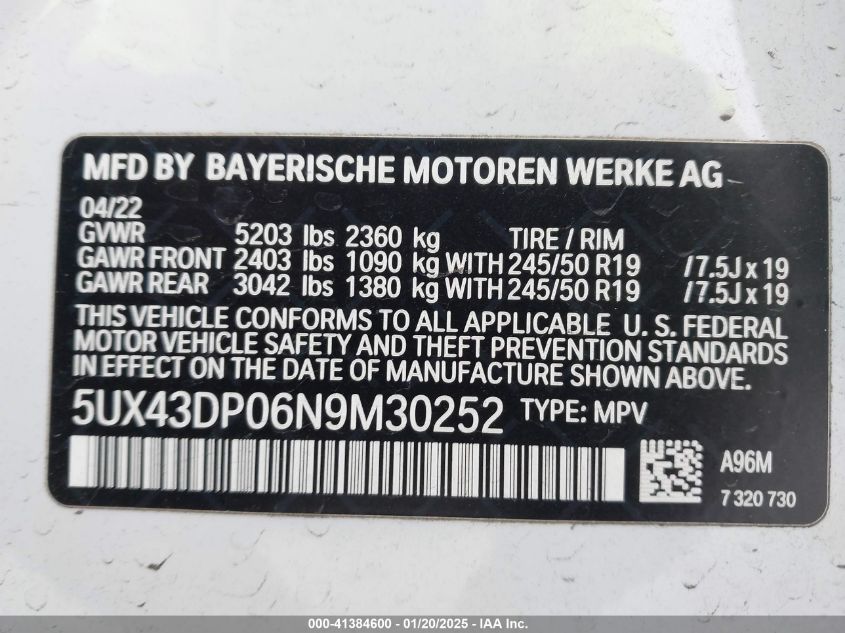 MFD BY BAYERISCHE MOTOREN WERKE AG
04/22
GVWR 5203 lbs 2360 kg TIRE / RIM
GAWR FRONT 2403 lbs 1090 kg WITH 245/50 R19 / 7.5J x 19
GAWR REAR 3042 lbs 1380 kg WITH 245/50 R19 / 7.5J x 19
THIS VEHICLE CONFORMS TO ALL APPLICABLE U. S. FEDERAL
MOTOR VEHICLE SAFETY AND THEFT PREVENTION STANDARDS
IN EFFECT ON THE DATE OF MANUFACTURE SHOWN ABOVE.
5UX43DP06N9M30252 TYPE: MPV
A96M
7 320 730
000-41384600 - 01/20/2025 - IAA Inc.